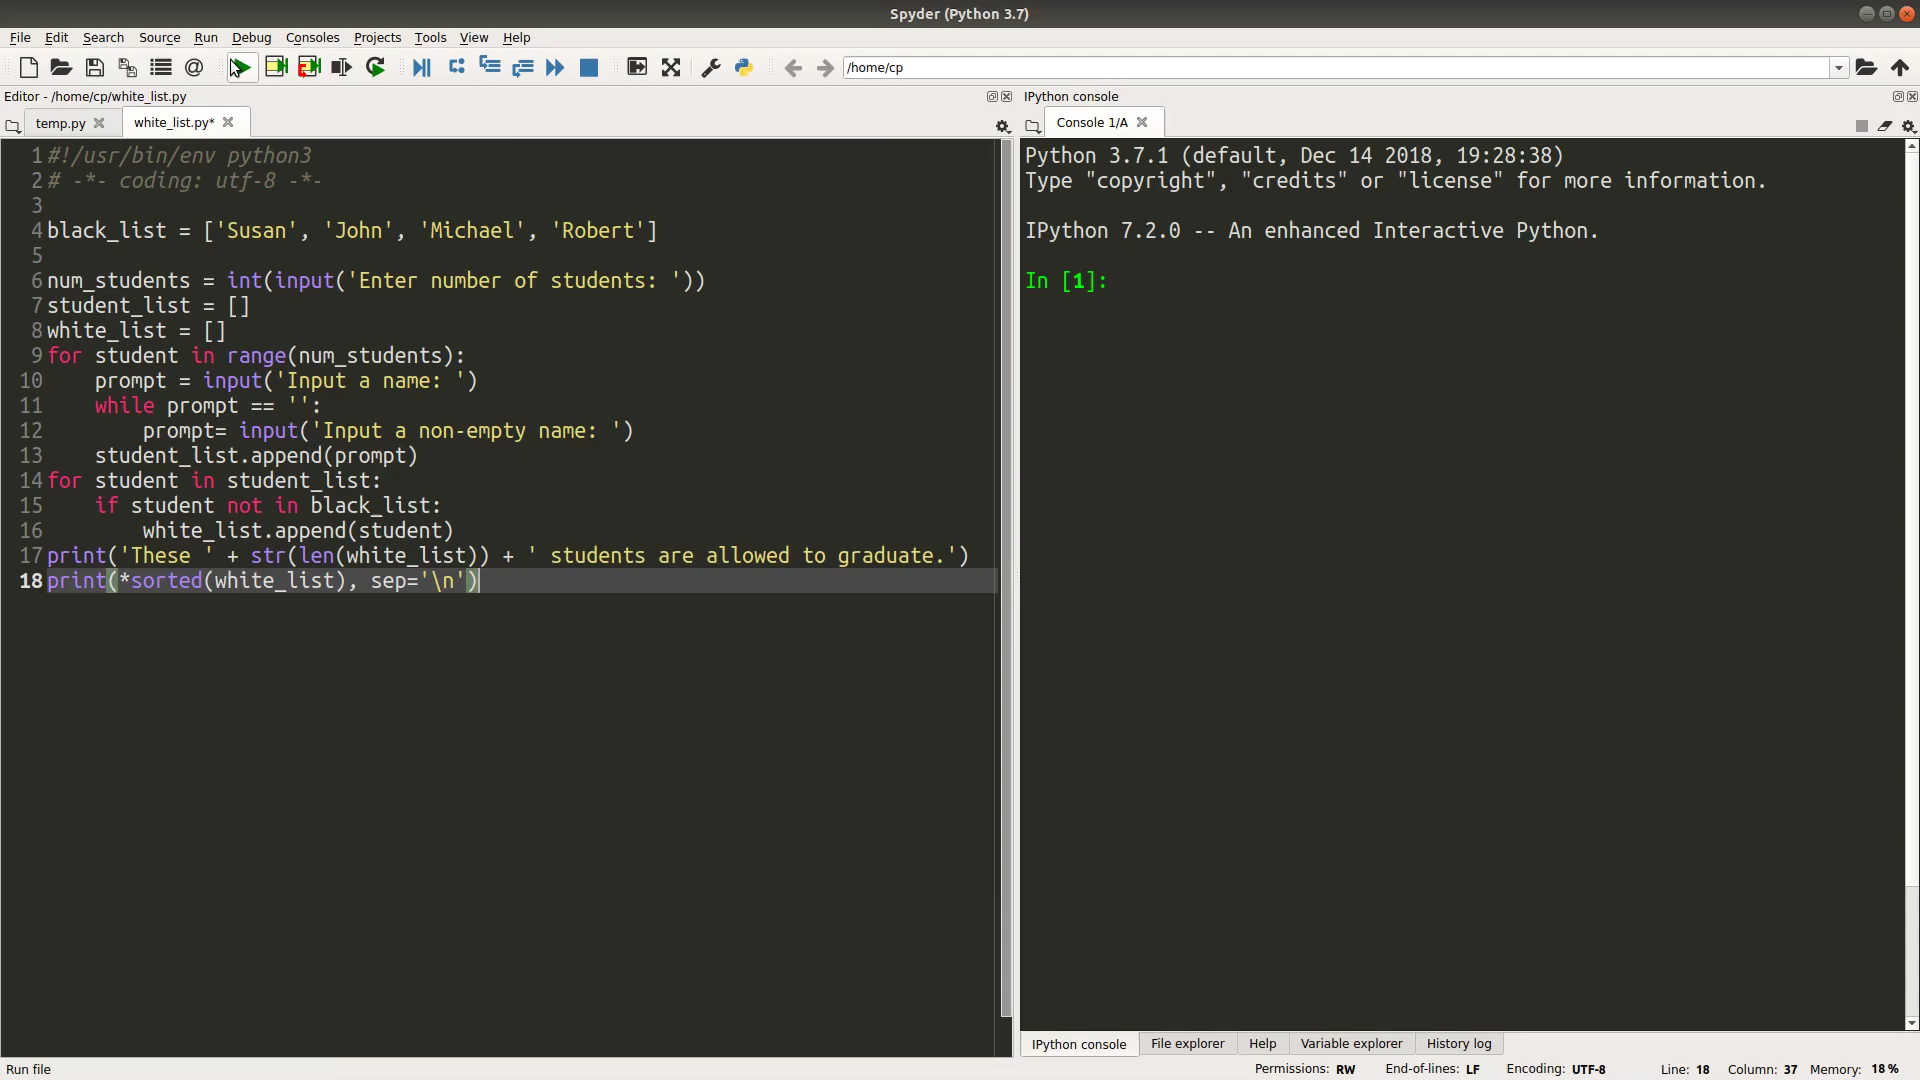 Spyder (Python 3.7)
File Edit Search Source Run Debug Consoles Projects Tools View Help
/home/cp
Editor - /home/cp/white_list.py
IPython console
temp.py
white_list.py*
Console 1/A
1 #!/usr/bin/env python3
2 # -*- coding: utf-8 -*-
3
4 black_list = ['Susan', 'John', 'Michael', 'Robert']
5
6 num_students = int(input('Enter number of students: '))
7 student_list = []
8 white_list = []
9 for student in range(num_students):
10     prompt = input('Input a name: ')
11     while prompt == '':
12         prompt= input('Input a non-empty name: ')
13     student_list.append(prompt)
14 for student in student_list:
15     if student not in black_list:
16         white_list.append(student)
17 print('These ' + str(len(white_list)) + ' students are allowed to graduate.')
18 print(*sorted(white_list), sep='\n')
Python 3.7.1 (default, Dec 14 2018, 19:28:38)
Type "copyright", "credits" or "license" for more information.
IPython 7.2.0 -- An enhanced Interactive Python.
In [1]:
IPython console File explorer Help Variable explorer History log
Run file
Permissions: RW End-of-lines: LF Encoding: UTF-8 Line: 18 Column: 37 Memory: 18 %